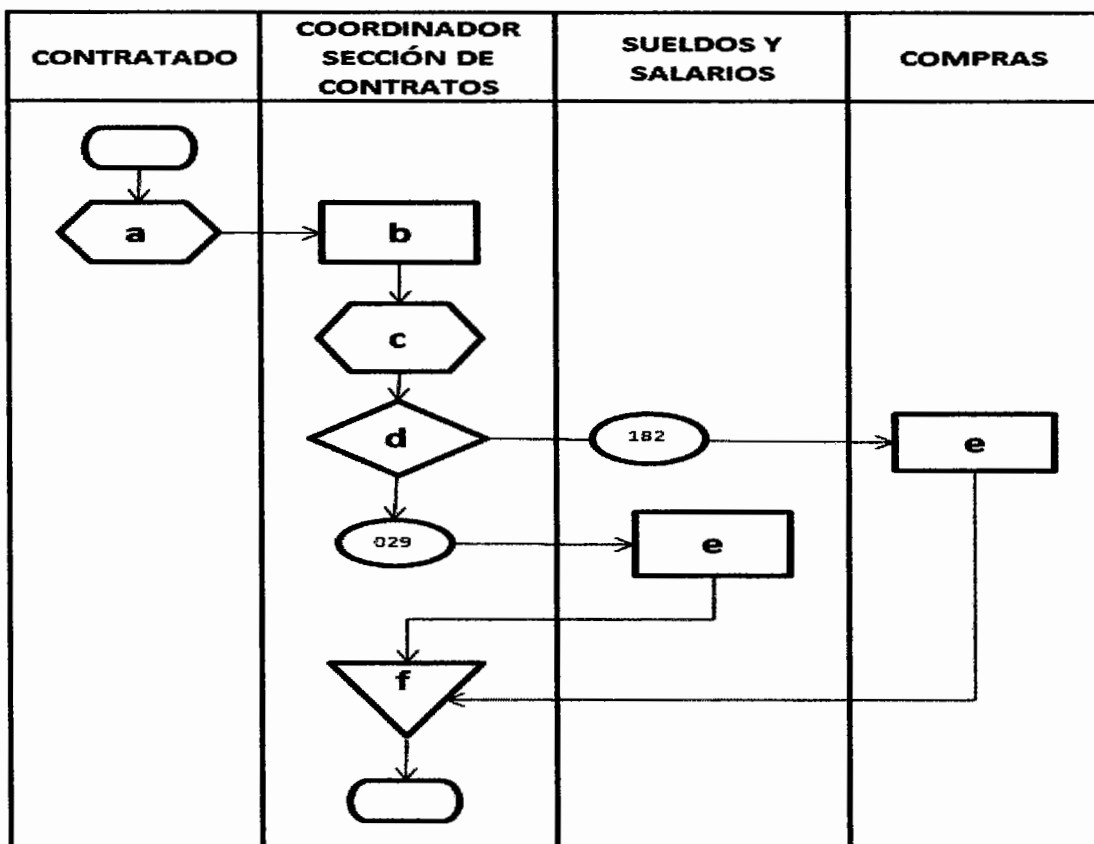 CONTRATADO
COORDINADOR
SECCIÓN DE
CONTRATOS
SUELDOS Y
SALARIOS
COMPRAS
a
b
c
d
182
e
029
e
f